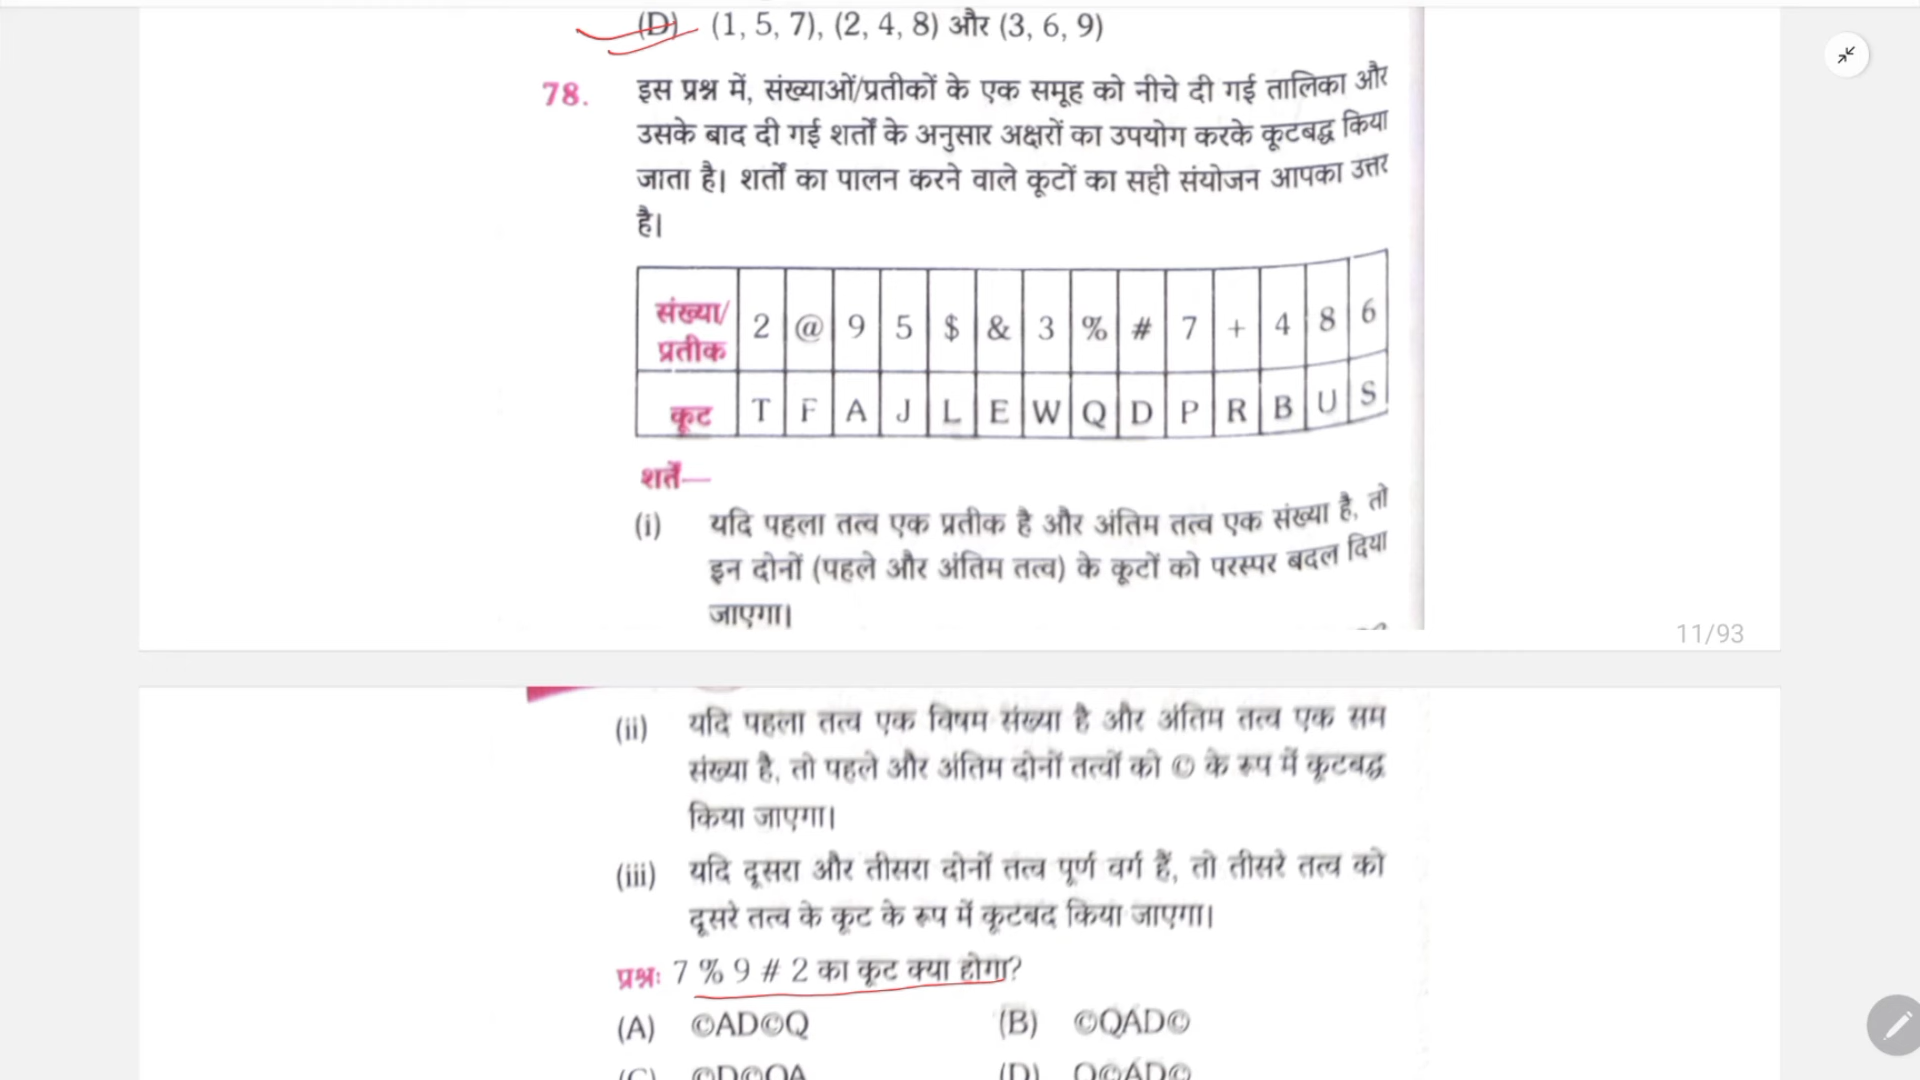 (D) (1, 5, 7), (2, 4, 8) और (3, 6, 9)
78. इस प्रश्न में, संख्याओं/प्रतीकों के एक समूह को नीचे दी गई तालिका और
उसके बाद दी गई शर्तों के अनुसार अक्षरों का उपयोग करके कूटबद्ध किया
जाता है। शर्तों का पालन करने वाले कूटों का सही संयोजन आपका उत्तर
है।
संख्या/
प्रतीक 2 @ 9 5 $ & 3 % # 7 + 4 8 6
कूट T F A J L E W Q D P R B U S
शर्तें—
(i) यदि पहला तत्व एक प्रतीक है और अंतिम तत्व एक संख्या है, तो
इन दोनों (पहले और अंतिम तत्व) के कूटों को परस्पर बदल दिया
जाएगा।
11/93
(ii) यदि पहला तत्व एक विषम संख्या है और अंतिम तत्व एक सम
संख्या है, तो पहले और अंतिम दोनों तत्वों को © के रूप में कूटबद्ध
किया जाएगा।
(iii) यदि दूसरा और तीसरा दोनों तत्व पूर्ण वर्ग हैं, तो तीसरे तत्व को
दूसरे तत्व के कूट के रूप में कूटबद किया जाएगा।
प्रश्न: 7 % 9 # 2 का कूट क्या होगा?
(A) ©AD©Q (B) ©QAD©
(C) ©D©QA (D) Q©AD©